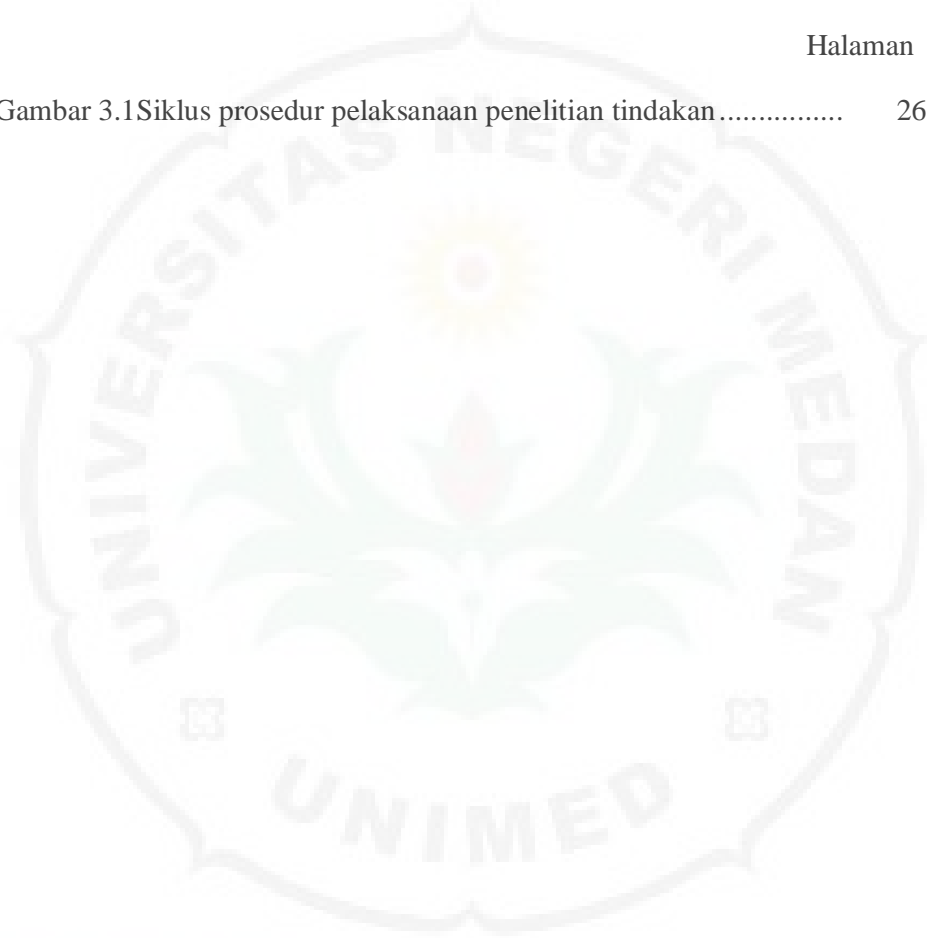 Halaman
Gambar 3.1Siklus prosedur pelaksanaan penelitian tindakan............... 26
UNIVERSITAS NEGERI MEDAN
UNIMED